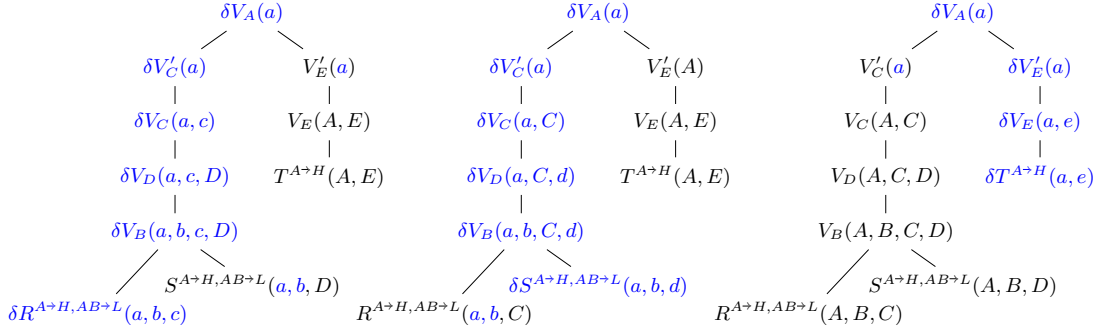 δV_A(a) δV_A(a) δV_A(a)
δV′_C(a) V′_E(a) δV′_C(a) V′_E(A) V′_C(a) δV′_E(a)
δV_C(a, c) V_E(A, E) δV_C(a, C) V_E(A, E) V_C(A, C) δV_E(a, e)
δV_D(a, c, D) T^{A→H}(A, E) δV_D(a, C, d) T^{A→H}(A, E) V_D(A, C, D) δT^{A→H}(a, e)
δV_B(a, b, c, D) δV_B(a, b, C, d) V_B(A, B, C, D)
S^{A→H,AB→L}(a, b, D) δS^{A→H,AB→L}(a, b, d) S^{A→H,AB→L}(A, B, D)
δR^{A→H,AB→L}(a, b, c) R^{A→H,AB→L}(a, b, C) R^{A→H,AB→L}(A, B, C)